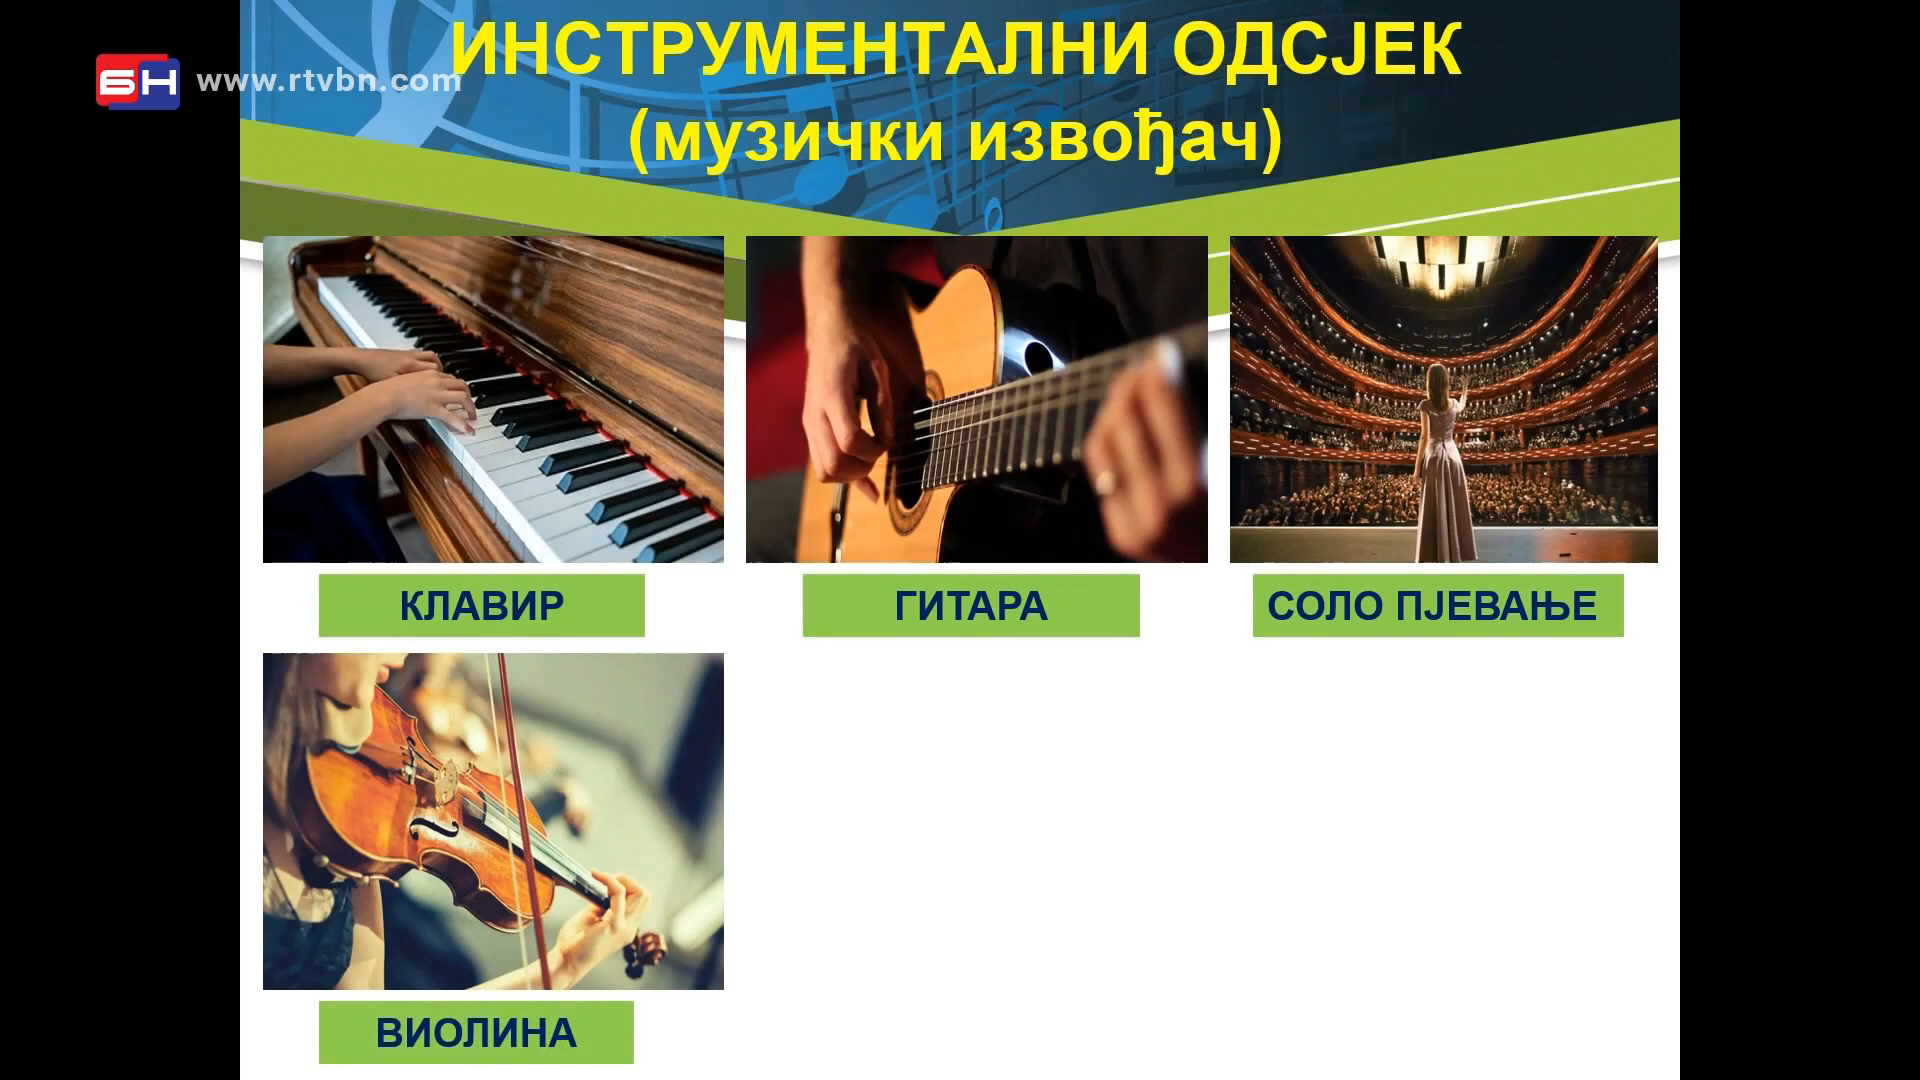 БН www.rtvbn.com
ИНСТРУМЕНТАЛНИ ОДСЈЕК
(музички извођач)
КЛАВИР
ГИТАРА
СОЛО ПЈЕВАЊЕ
ВИОЛИНА